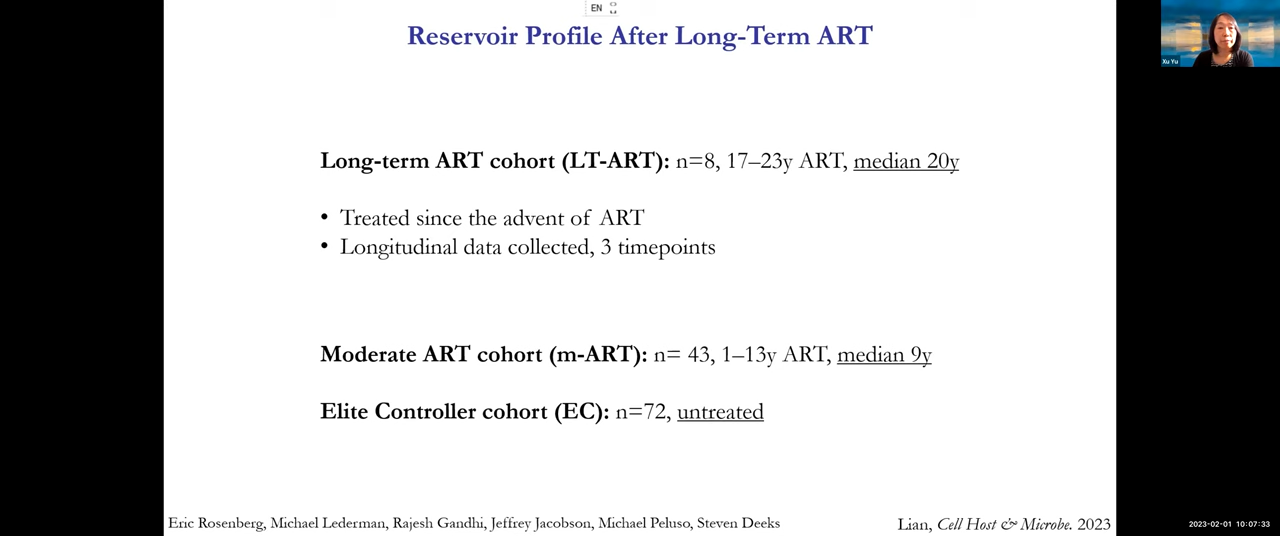 EN
Reservoir Profile After Long-Term ART
Xu Yu
Long-term ART cohort (LT-ART): n=8, 17–23y ART, median 20y
• Treated since the advent of ART
• Longitudinal data collected, 3 timepoints
Moderate ART cohort (m-ART): n= 43, 1–13y ART, median 9y
Elite Controller cohort (EC): n=72, untreated
Eric Rosenberg, Michael Lederman, Rajesh Gandhi, Jeffrey Jacobson, Michael Peluso, Steven Deeks
Lian, Cell Host & Microbe. 2023
2023-02-01 10:07:33